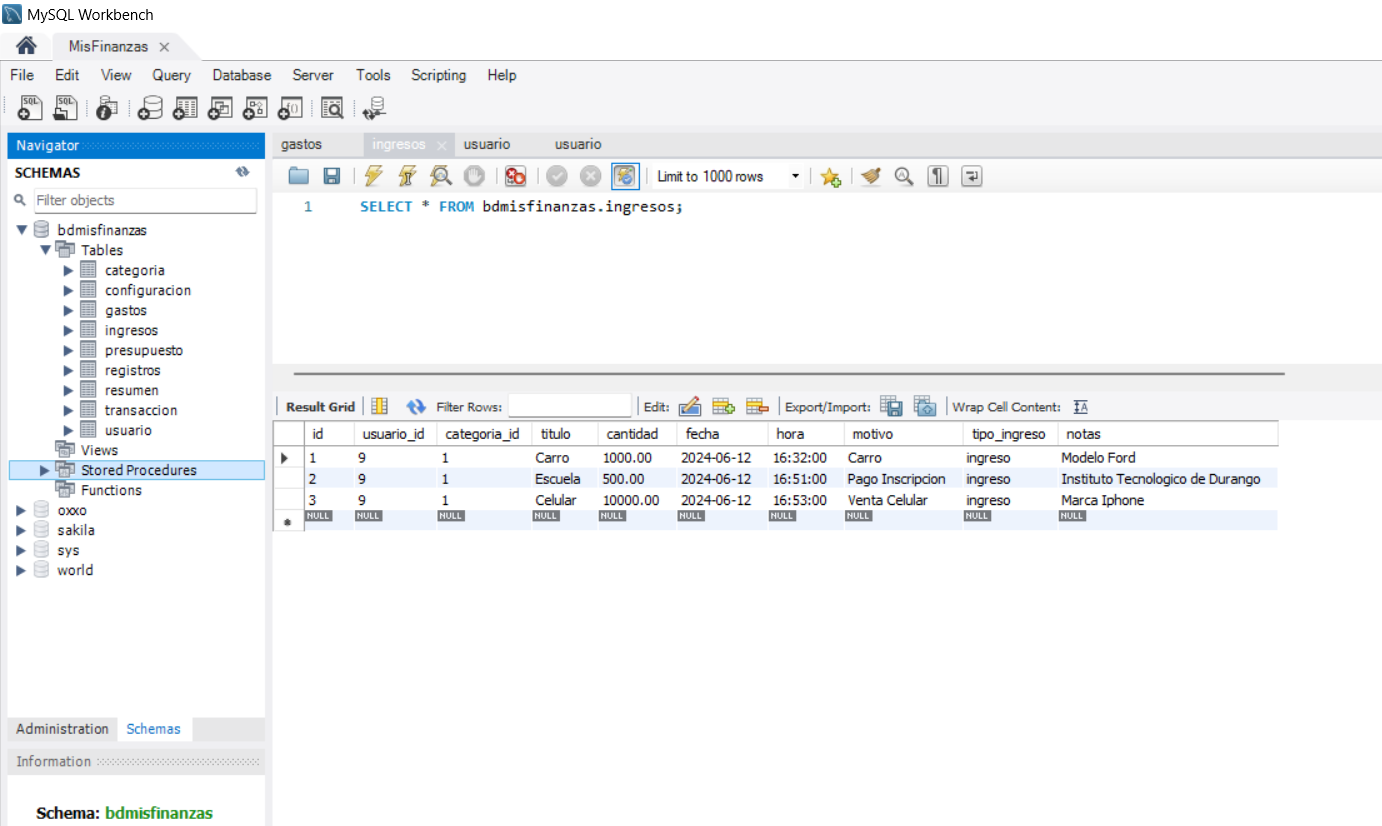 MySQL Workbench
MisFinanzas
File Edit View Query Database Server Tools Scripting Help
Navigator
SCHEMAS
Filter objects
bdmisfinanzas
Tables
categoria
configuracion
gastos
ingresos
presupuesto
registros
resumen
transaccion
usuario
Views
Stored Procedures
Functions
oxxo
sakila
sys
world
Administration Schemas
Information
Schema: bdmisfinanzas
gastos ingresos usuario usuario
Limit to 1000 rows
1 SELECT * FROM bdmisfinanzas.ingresos;
Result Grid Filter Rows: Edit: Export/Import: Wrap Cell Content:
id usuario_id categoria_id titulo cantidad fecha hora motivo tipo_ingreso notas
1 9 1 Carro 1000.00 2024-06-12 16:32:00 Carro ingreso Modelo Ford
2 9 1 Escuela 500.00 2024-06-12 16:51:00 Pago Inscripcion ingreso Instituto Tecnologico de Durango
3 9 1 Celular 10000.00 2024-06-12 16:53:00 Venta Celular ingreso Marca Iphone
NULL NULL NULL NULL NULL NULL NULL NULL NULL NULL